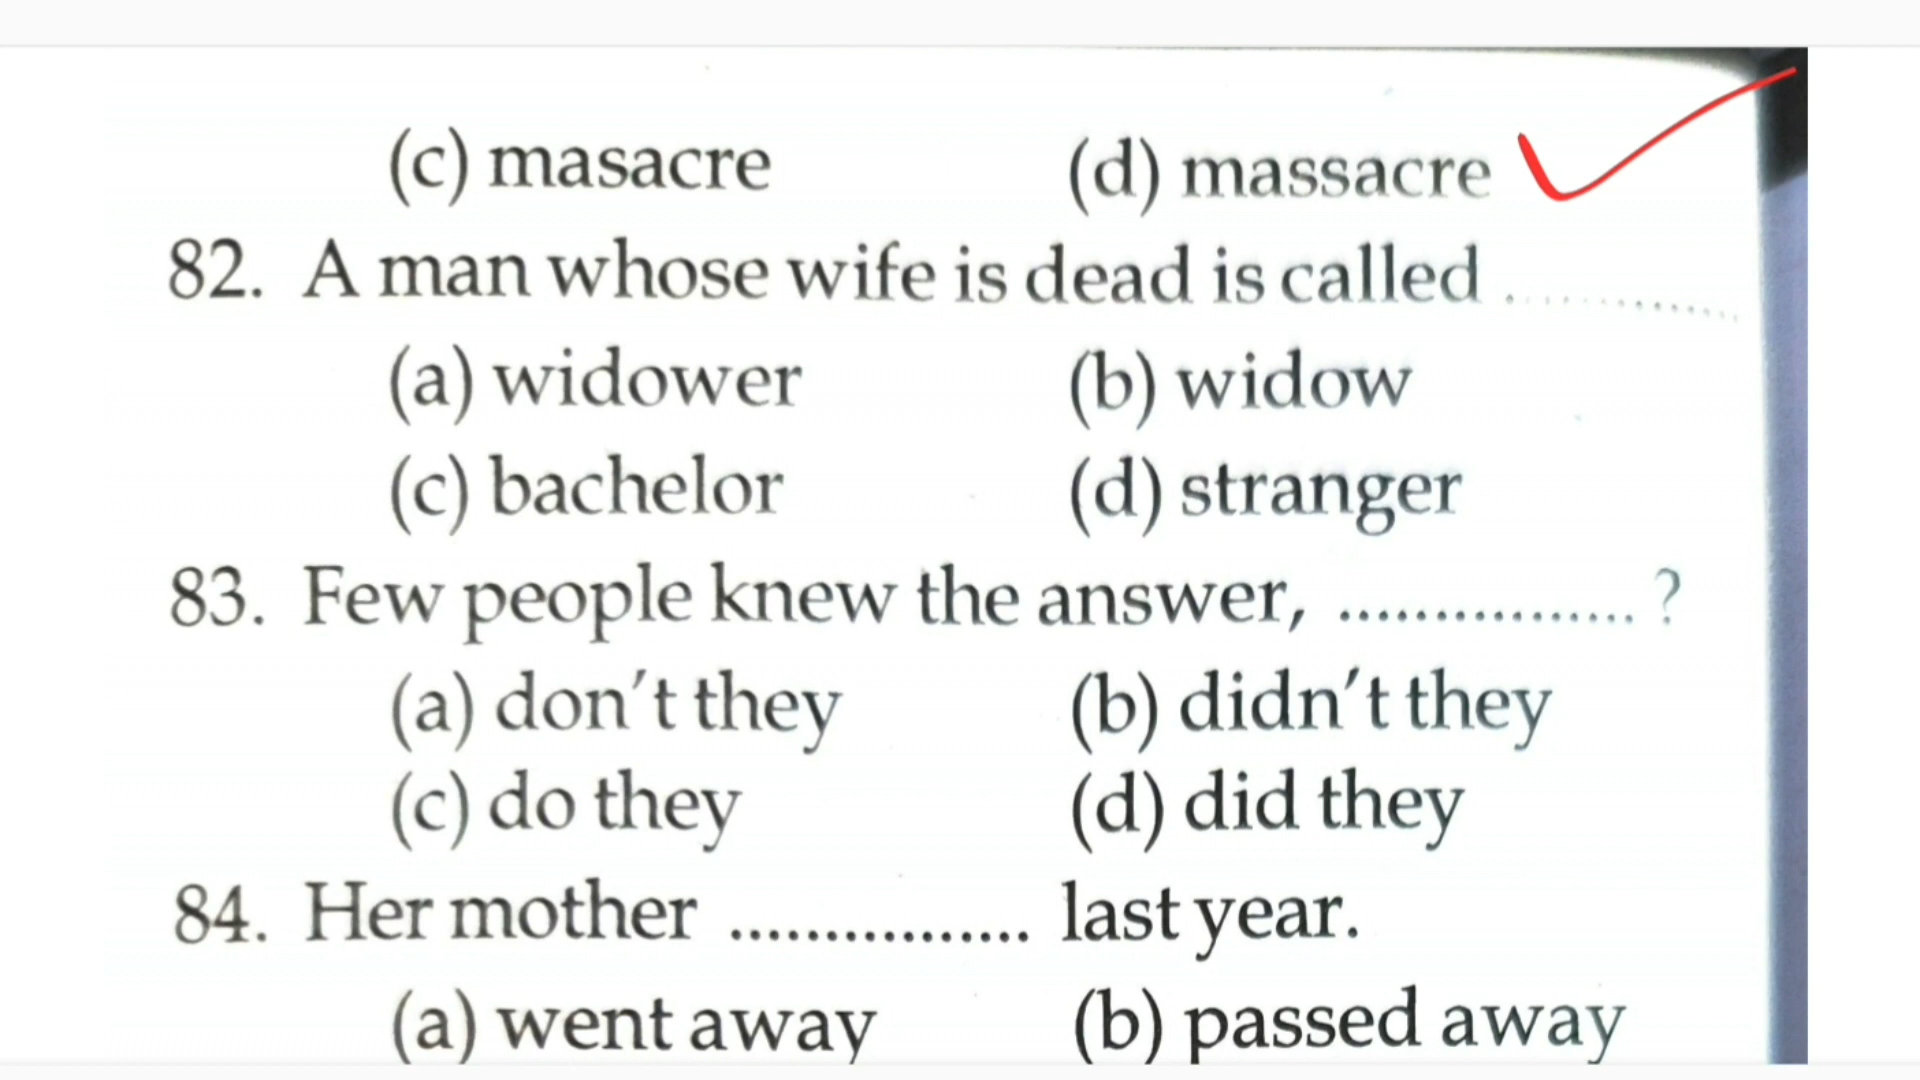 (c) masacre (d) massacre
82. A man whose wife is dead is called ............
(a) widower (b) widow
(c) bachelor (d) stranger
83. Few people knew the answer, ................ ?
(a) don't they (b) didn't they
(c) do they (d) did they
84. Her mother ................ last year.
(a) went away (b) passed away